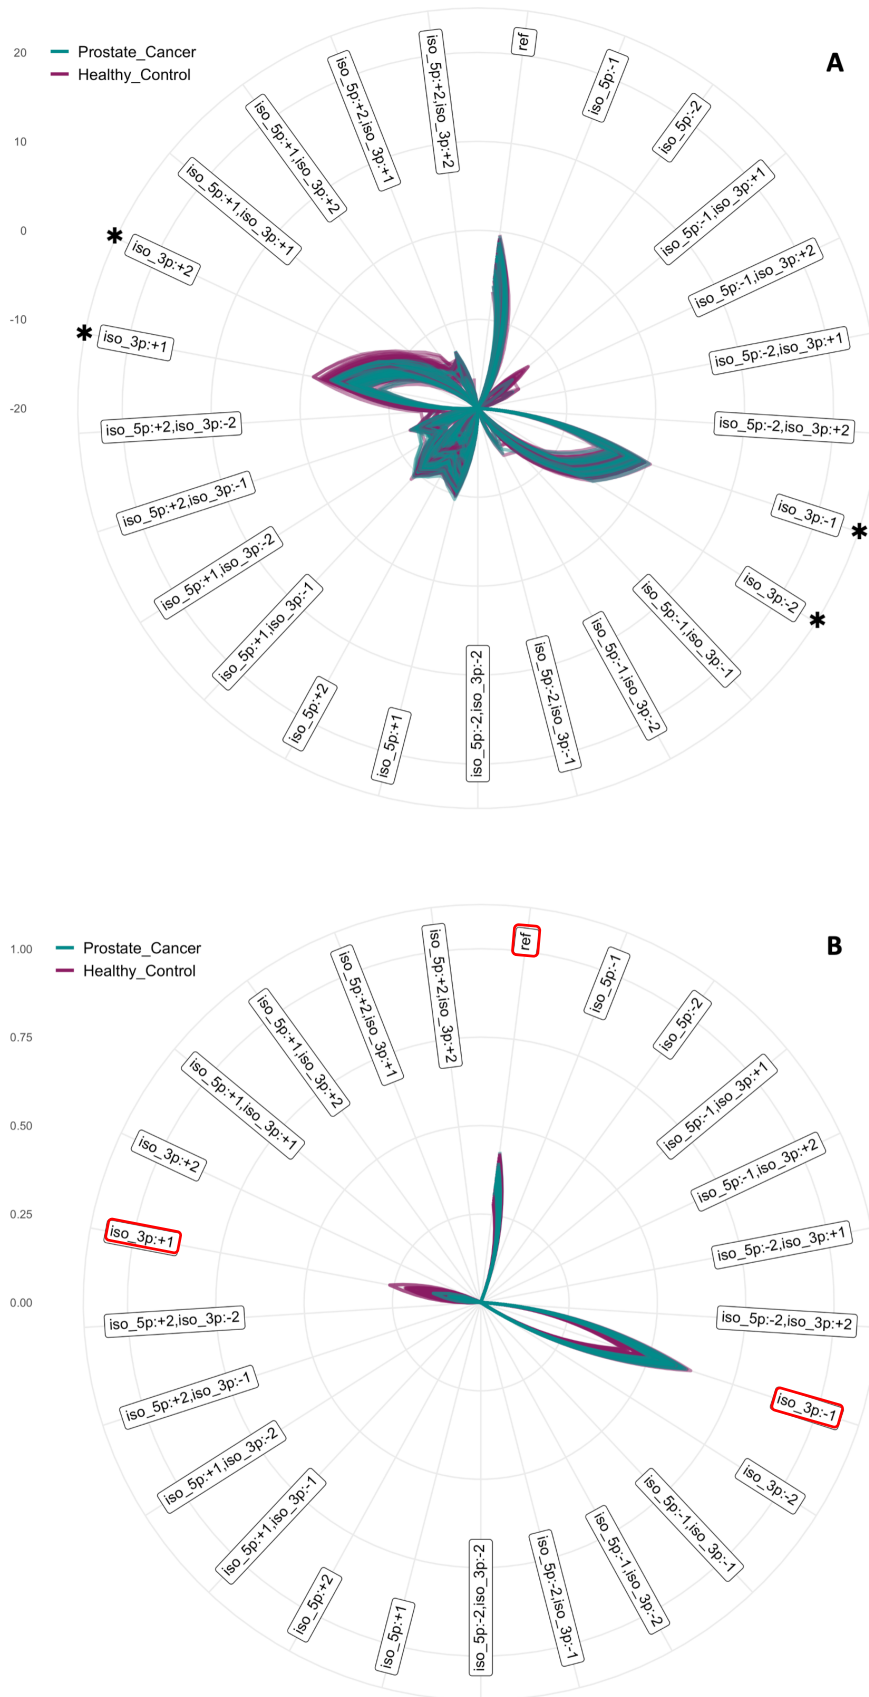 20
10
0
-10
-20
Prostate_Cancer
Healthy_Control
A
ref
iso_5p:-1
iso_5p:-2
iso_5p:-1,iso_3p:+1
iso_5p:-1,iso_3p:+2
iso_5p:-2,iso_3p:+1
iso_5p:-2,iso_3p:+2
iso_3p:-1
*
iso_3p:-2
*
iso_5p:-1,iso_3p:-1
iso_5p:-1,iso_3p:-2
iso_5p:-2,iso_3p:-1
iso_5p:-2,iso_3p:-2
iso_5p:+1
iso_5p:+2
iso_5p:+1,iso_3p:-1
iso_5p:+1,iso_3p:-2
iso_5p:+2,iso_3p:-1
iso_5p:+2,iso_3p:-2
*
iso_3p:+1
*
iso_3p:+2
iso_5p:+1,iso_3p:+1
iso_5p:+1,iso_3p:+2
iso_5p:+2,iso_3p:+1
iso_5p:+2,iso_3p:+2
1.00
0.75
0.50
0.25
0.00
Prostate_Cancer
Healthy_Control
B
ref
iso_5p:-1
iso_5p:-2
iso_5p:-1,iso_3p:+1
iso_5p:-1,iso_3p:+2
iso_5p:-2,iso_3p:+1
iso_5p:-2,iso_3p:+2
iso_3p:-1
iso_3p:-2
iso_5p:-1,iso_3p:-1
iso_5p:-1,iso_3p:-2
iso_5p:-2,iso_3p:-1
iso_5p:-2,iso_3p:-2
iso_5p:+1
iso_5p:+2
iso_5p:+1,iso_3p:-1
iso_5p:+1,iso_3p:-2
iso_5p:+2,iso_3p:-1
iso_5p:+2,iso_3p:-2
iso_3p:+1
iso_3p:+2
iso_5p:+1,iso_3p:+1
iso_5p:+1,iso_3p:+2
iso_5p:+2,iso_3p:+1
iso_5p:+2,iso_3p:+2